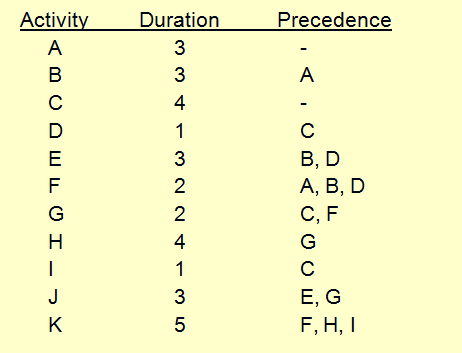 Activity Duration Precedence
A 3 -
B 3 A
C 4 -
D 1 C
E 3 B, D
F 2 A, B, D
G 2 C, F
H 4 G
I 1 C
J 3 E, G
K 5 F, H, I